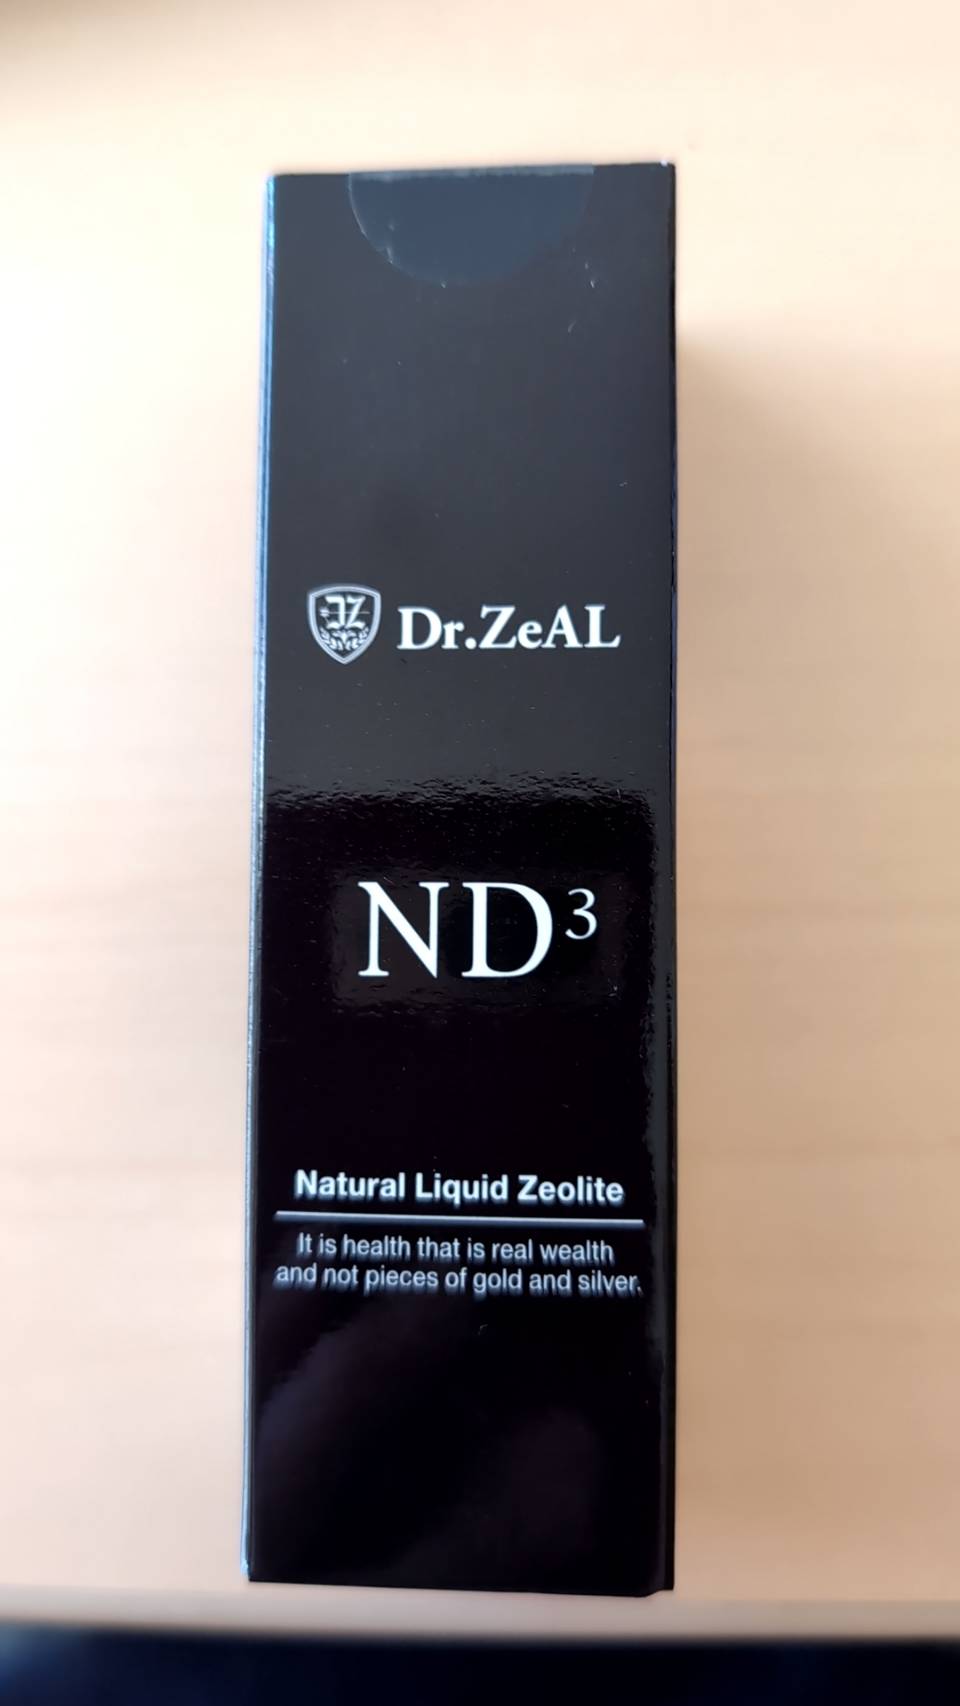 Dr.ZeAL
ND³
Natural Liquid Zeolite
It is health that is real wealth
and not pieces of gold and silver.